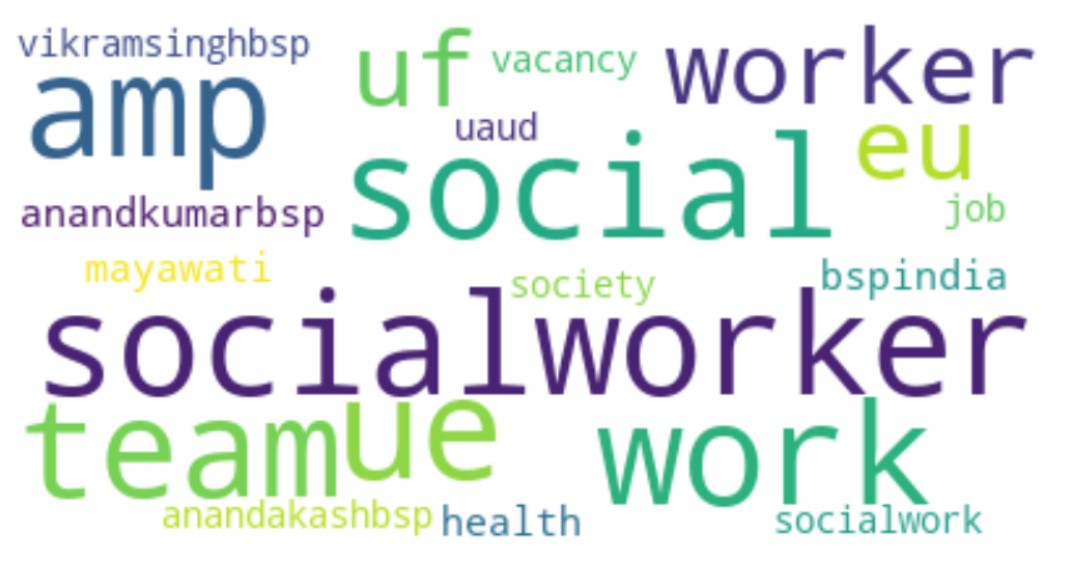 vikramsinghbsp
uf
vacancy
worker
amp
uaud
eu
social
anandkumarbsp
job
mayawati
society
bspindia
socialworker
team
ue
work
anandakashbsp
health
socialwork